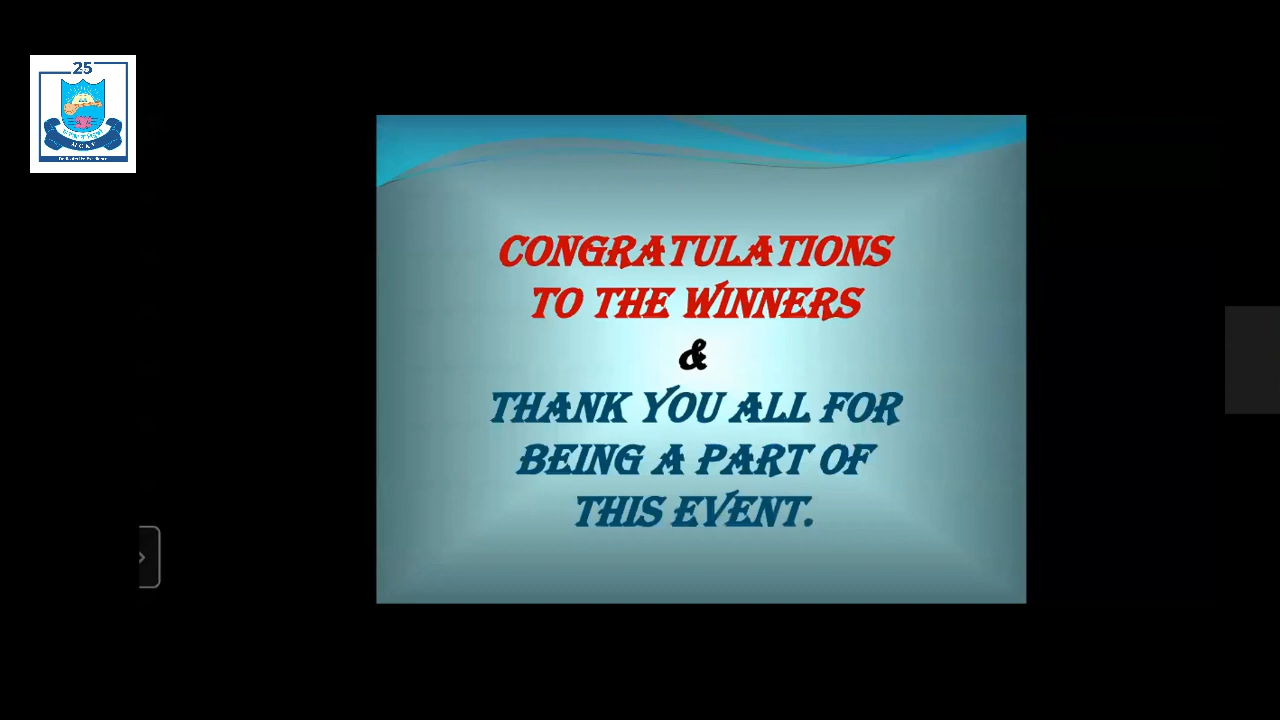 25
CONGRATULATIONS
TO THE WINNERS
&
THANK YOU ALL FOR
BEING A PART OF
THIS EVENT.